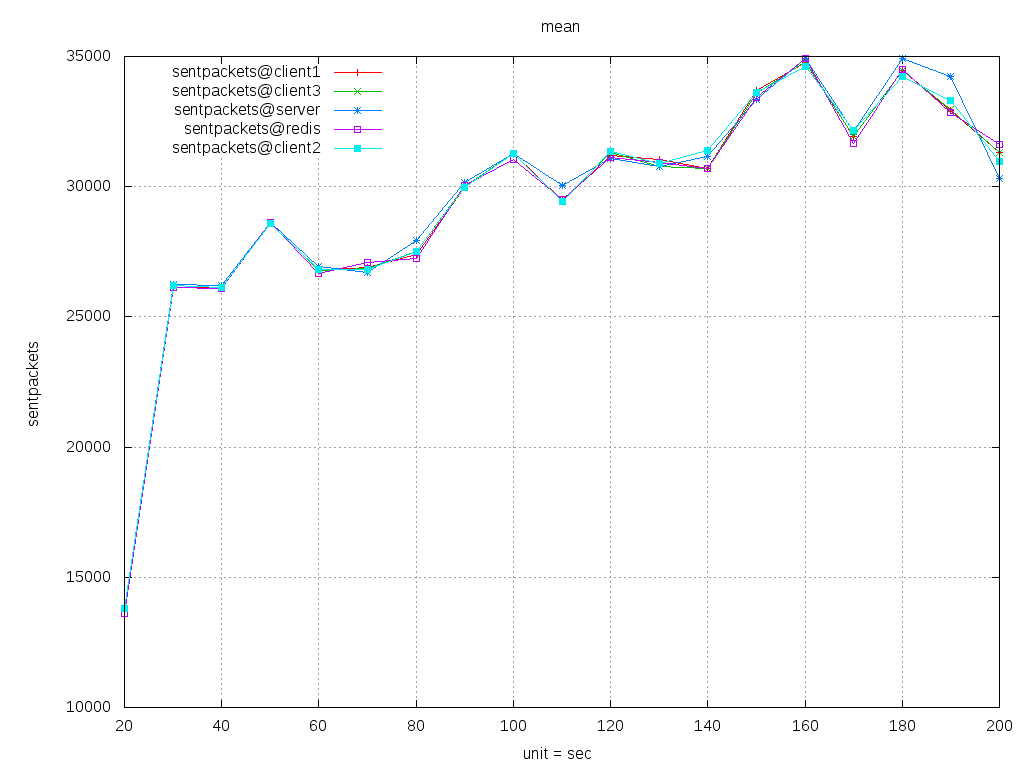 mean
35000
30000
25000
20000
15000
10000
sentpackets
sentpackets@client1
sentpackets@client3
sentpackets@server
sentpackets@redis
sentpackets@client2
20 40 60 80 100 120 140 160 180 200
unit = sec